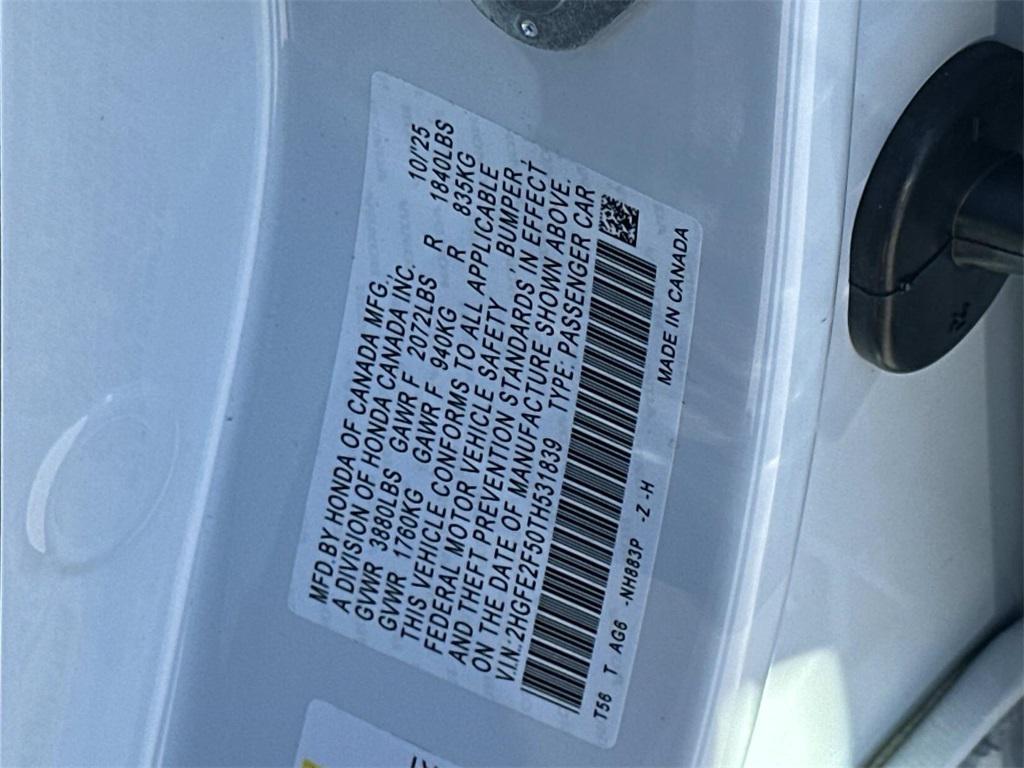 MFD. BY HONDA OF CANADA MFG., 10/'25
A DIVISION OF HONDA CANADA INC.
GVWR 3880LBS GAWR F 2072LBS R 1840LBS
GVWR 1760KG GAWR F 940KG R 835KG
THIS VEHICLE CONFORMS TO ALL APPLICABLE
FEDERAL MOTOR VEHICLE SAFETY , BUMPER ,
AND THEFT PREVENTION STANDARDS IN EFFECT
ON THE DATE OF MANUFACTURE SHOWN ABOVE.
V.I.N.:2HGFE2F50TH531839 TYPE: PASSENGER CAR
T56 T AG6 -NH883P -Z -H MADE IN CANADA